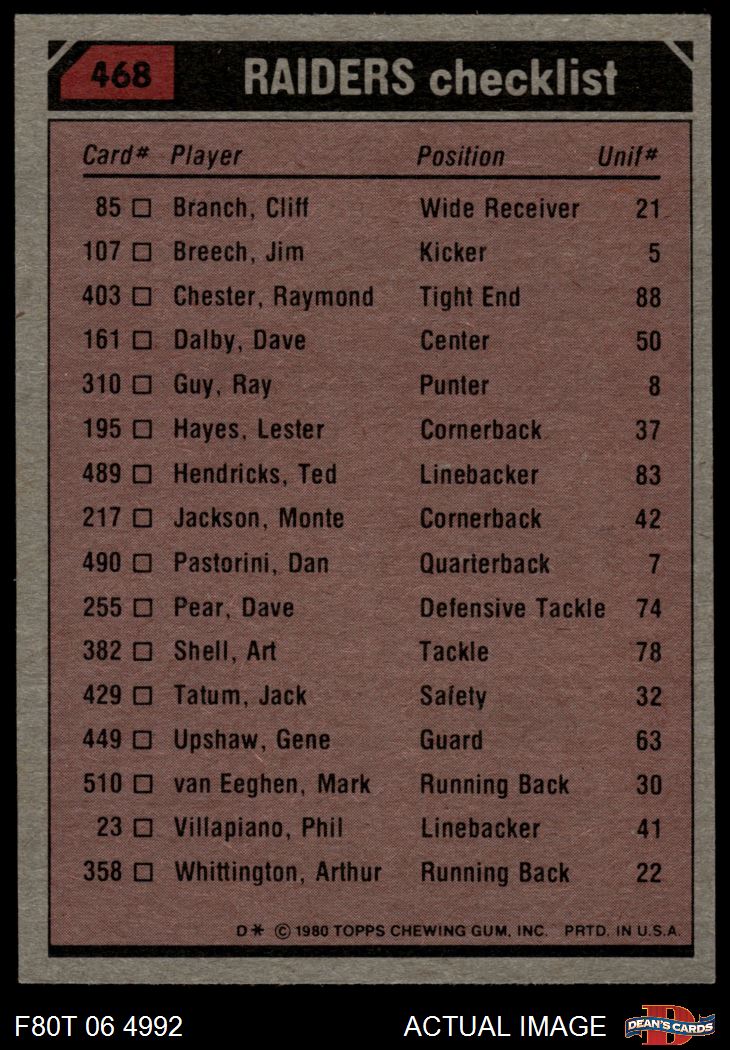 468 RAIDERS checklist
Card# Player Position Unif#
85 Branch, Cliff Wide Receiver 21
107 Breech, Jim Kicker 5
403 Chester, Raymond Tight End 88
161 Dalby, Dave Center 50
310 Guy, Ray Punter 8
195 Hayes, Lester Cornerback 37
489 Hendricks, Ted Linebacker 83
217 Jackson, Monte Cornerback 42
490 Pastorini, Dan Quarterback 7
255 Pear, Dave Defensive Tackle 74
382 Shell, Art Tackle 78
429 Tatum, Jack Safety 32
449 Upshaw, Gene Guard 63
510 van Eeghen, Mark Running Back 30
23 Villapiano, Phil Linebacker 41
358 Whittington, Arthur Running Back 22
D* © 1980 TOPPS CHEWING GUM, INC. PRTD. IN U.S.A.
F80T 06 4992 ACTUAL IMAGE D DEAN'S CARDS